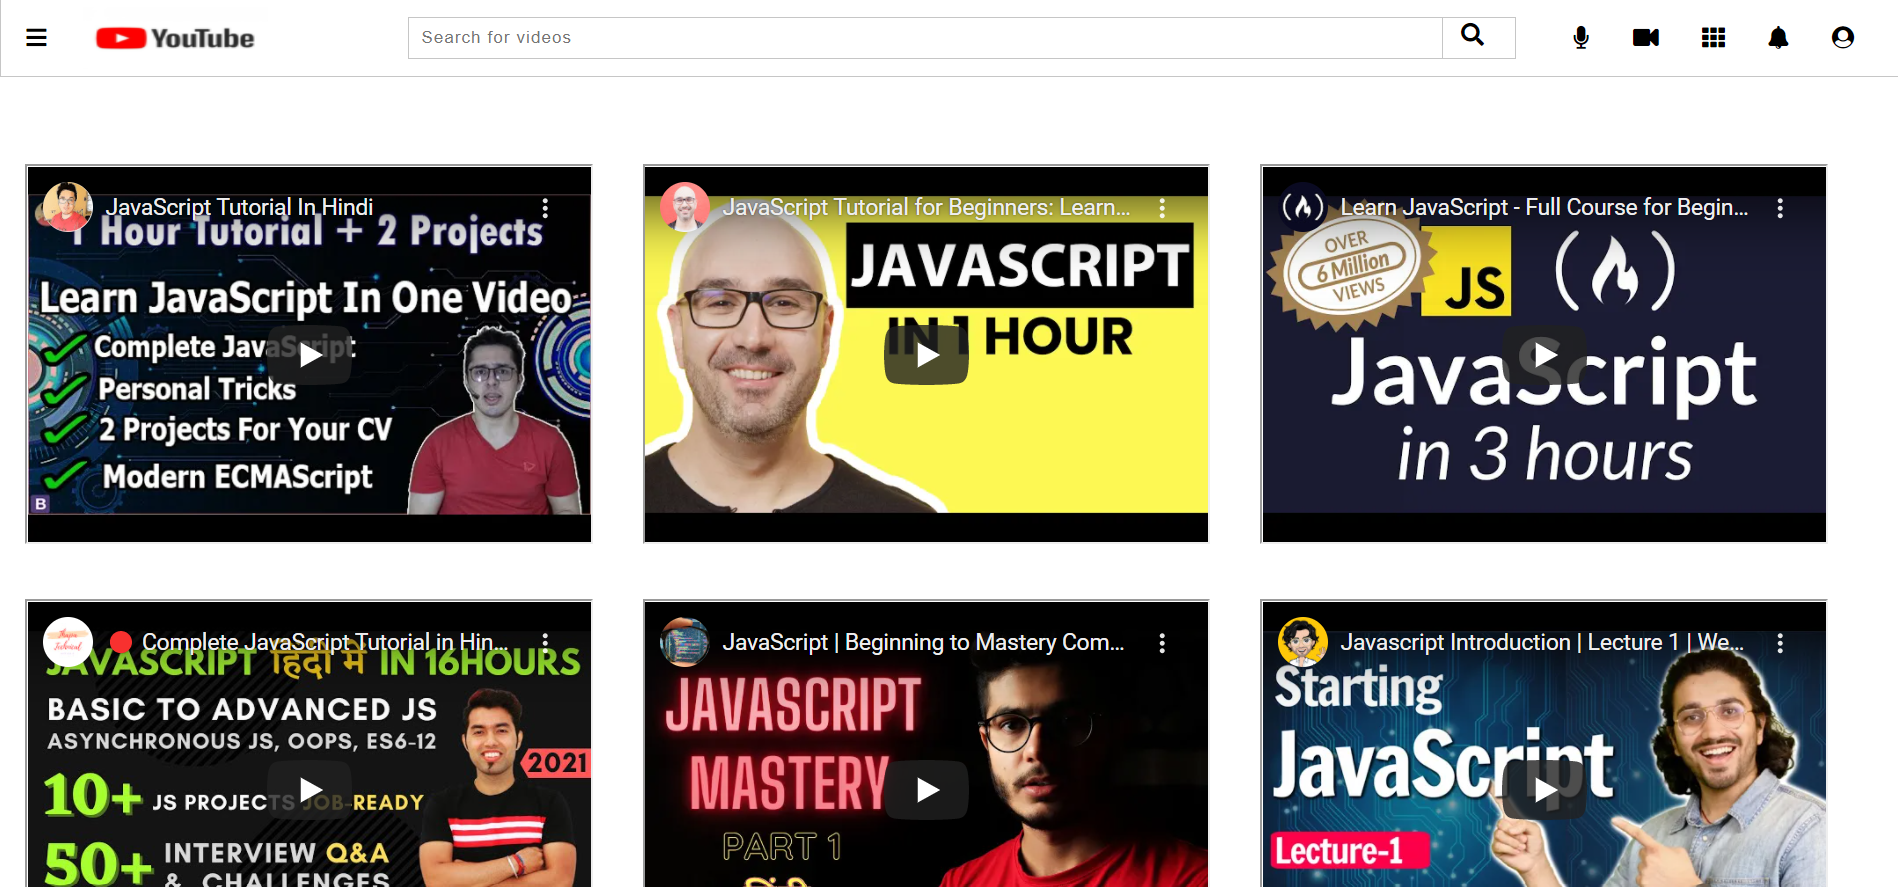 YouTube
Search for videos
JavaScript Tutorial In Hindi
1 Hour Tutorial + 2 Projects
Learn JavaScript In One Video
Complete JavaScript
Personal Tricks
2 Projects For Your CV
Modern ECMAScript
B
JavaScript Tutorial for Beginners: Learn...
JAVASCRIPT
IN 1 HOUR
Learn JavaScript - Full Course for Begin...
OVER
6 Million
VIEWS
JS
JavaScript
in 3 hours
Complete JavaScript Tutorial in Hin...
JAVASCRIPT हिंदी में IN 16HOURS
BASIC TO ADVANCED JS
ASYNCHRONOUS JS, OOPS, ES6-12
2021
10+ JS PROJECTS JOB-READY
50+ INTERVIEW Q&A
& CHALLENGES
Thapa
Technical
JavaScript | Beginning to Mastery Com...
JAVASCRIPT
MASTERY
PART 1
हिंदी
Javascript Introduction | Lecture 1 | We...
Starting
JavaScript
Lecture-1